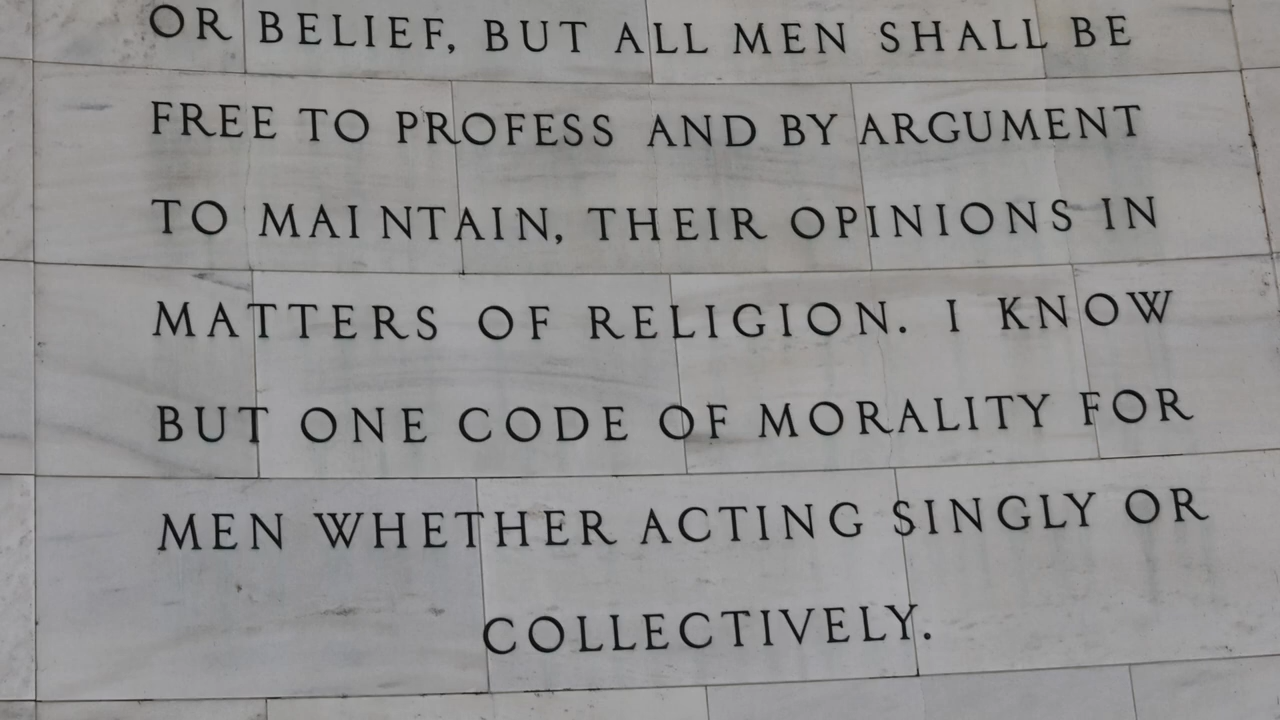 OR BELIEF, BUT ALL MEN SHALL BE
FREE TO PROFESS AND BY ARGUMENT
TO MAINTAIN, THEIR OPINIONS IN
MATTERS OF RELIGION. I KNOW
BUT ONE CODE OF MORALITY FOR
MEN WHETHER ACTING SINGLY OR
COLLECTIVELY.